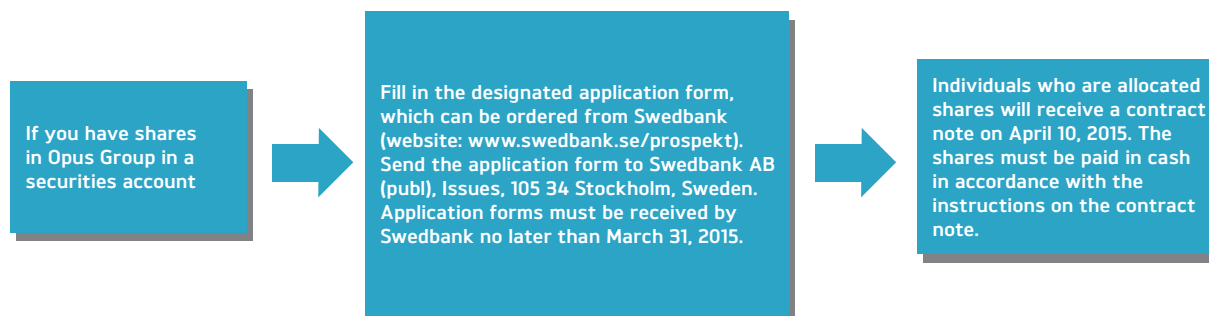 If you have shares
in Opus Group in a
securities account
Fill in the designated application form,
which can be ordered from Swedbank
(website: www.swedbank.se/prospekt).
Send the application form to Swedbank AB
(publ), Issues, 105 34 Stockholm, Sweden.
Application forms must be received by
Swedbank no later than March 31, 2015.
Individuals who are allocated
shares will receive a contract
note on April 10, 2015. The
shares must be paid in cash
in accordance with the
instructions on the contract
note.